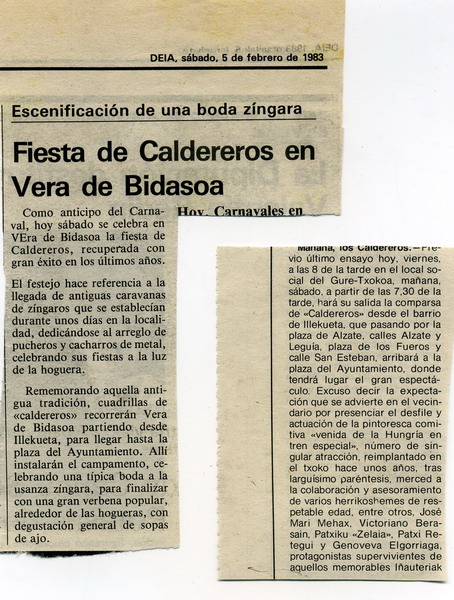 DEIA, sábado, 5 de febrero de 1983
Escenificación de una boda zíngara
Fiesta de Caldereros en
Vera de Bidasoa
Como anticipo del Carna-
val, hoy sábado se celebra en
VEra de Bidasoa la fiesta de
Caldereros, recuperada con
gran éxito en los últimos años.
El festejo hace referencia a la
llegada de antiguas caravanas
de zíngaros que se establecían
durante unos días en la locali-
dad, dedicándose al arreglo de
pucheros y cacharros de metal,
celebrando sus fiestas a la luz
de la hoguera.
Rememorando aquella anti-
gua tradición, cuadrillas de
«caldereros» recorrerán Vera
de Bidasoa partiendo desde
Illekueta, para llegar hasta la
plaza del Ayuntamiento. Allí
instalarán el campamento, ce-
lebrando una típica boda a la
usanza zíngara, para finalizar
con una gran verbena popular,
alrededor de las hogueras, con
degustación general de sopas
de ajo.
Hoy, Carnavales en
Mañana, los Caldereros.—Pre-
vio último ensayo hoy, viernes,
a las 8 de la tarde en el local so-
cial del Gure-Txokoa, mañana,
sábado, a partir de las 7,30 de la
tarde, hará su salida la comparsa
de «Caldereros» desde el barrio
de Illekueta, que pasando por la
plaza de Alzate, calles Alzate y
Leguía, plaza de los Fueros y
calle San Esteban, arribará a la
plaza del Ayuntamiento, donde
tendrá lugar el gran espectá-
culo. Excuso decir la expecta-
ción que se advierte en el vecin-
dario por presenciar el desfile y
actuación de la pintoresca comi-
tiva «venida de la Hungría en
tren especial», número de sin-
gular atracción, reimplantado en
el txoko hace unos años, tras
larguísimo paréntesis, merced a
la colaboración y asesoramiento
de varios herrikoshemes de res-
petable edad, entre otros, José
Mari Mehax, Victoriano Bera-
sain, Patxiku «Zelaia», Patxi Re-
tegui y Genoveva Elgorriaga,
protagonistas supervivientes de
aquellos memorables Iñauteriak